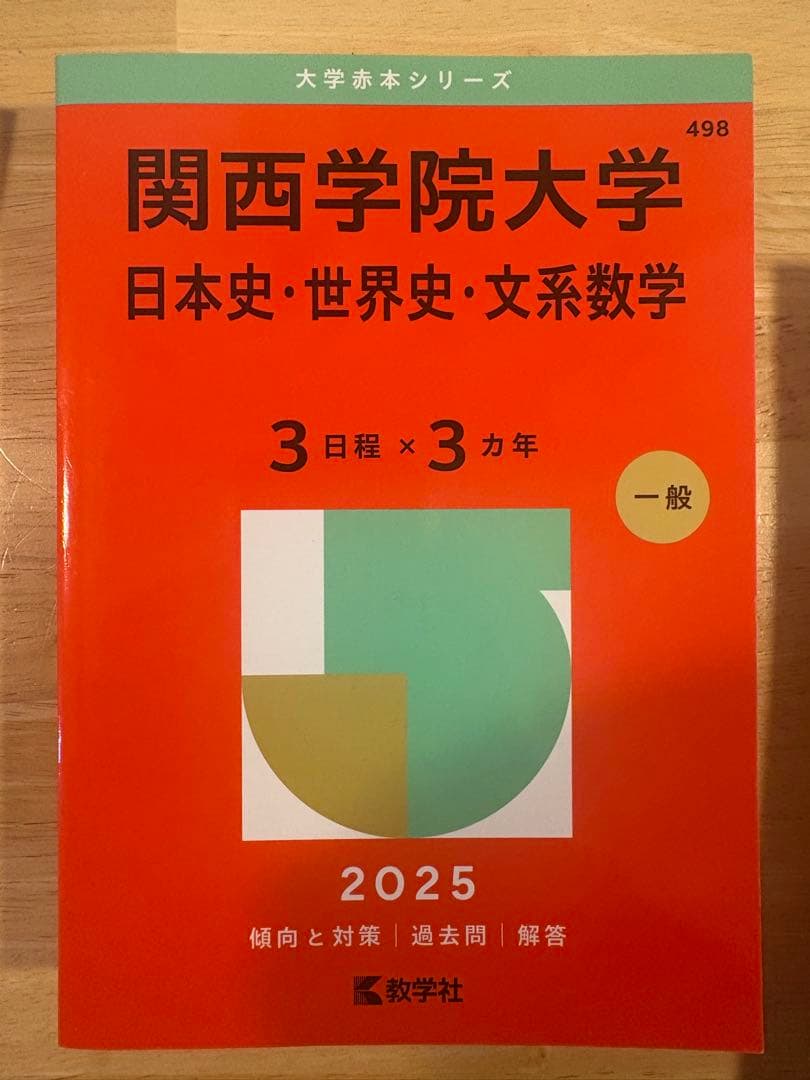 大学赤本シリーズ
498
関西学院大学
日本史・世界史・文系数学
3日程×3カ年
一般
2025
傾向と対策｜過去問｜解答
教学社